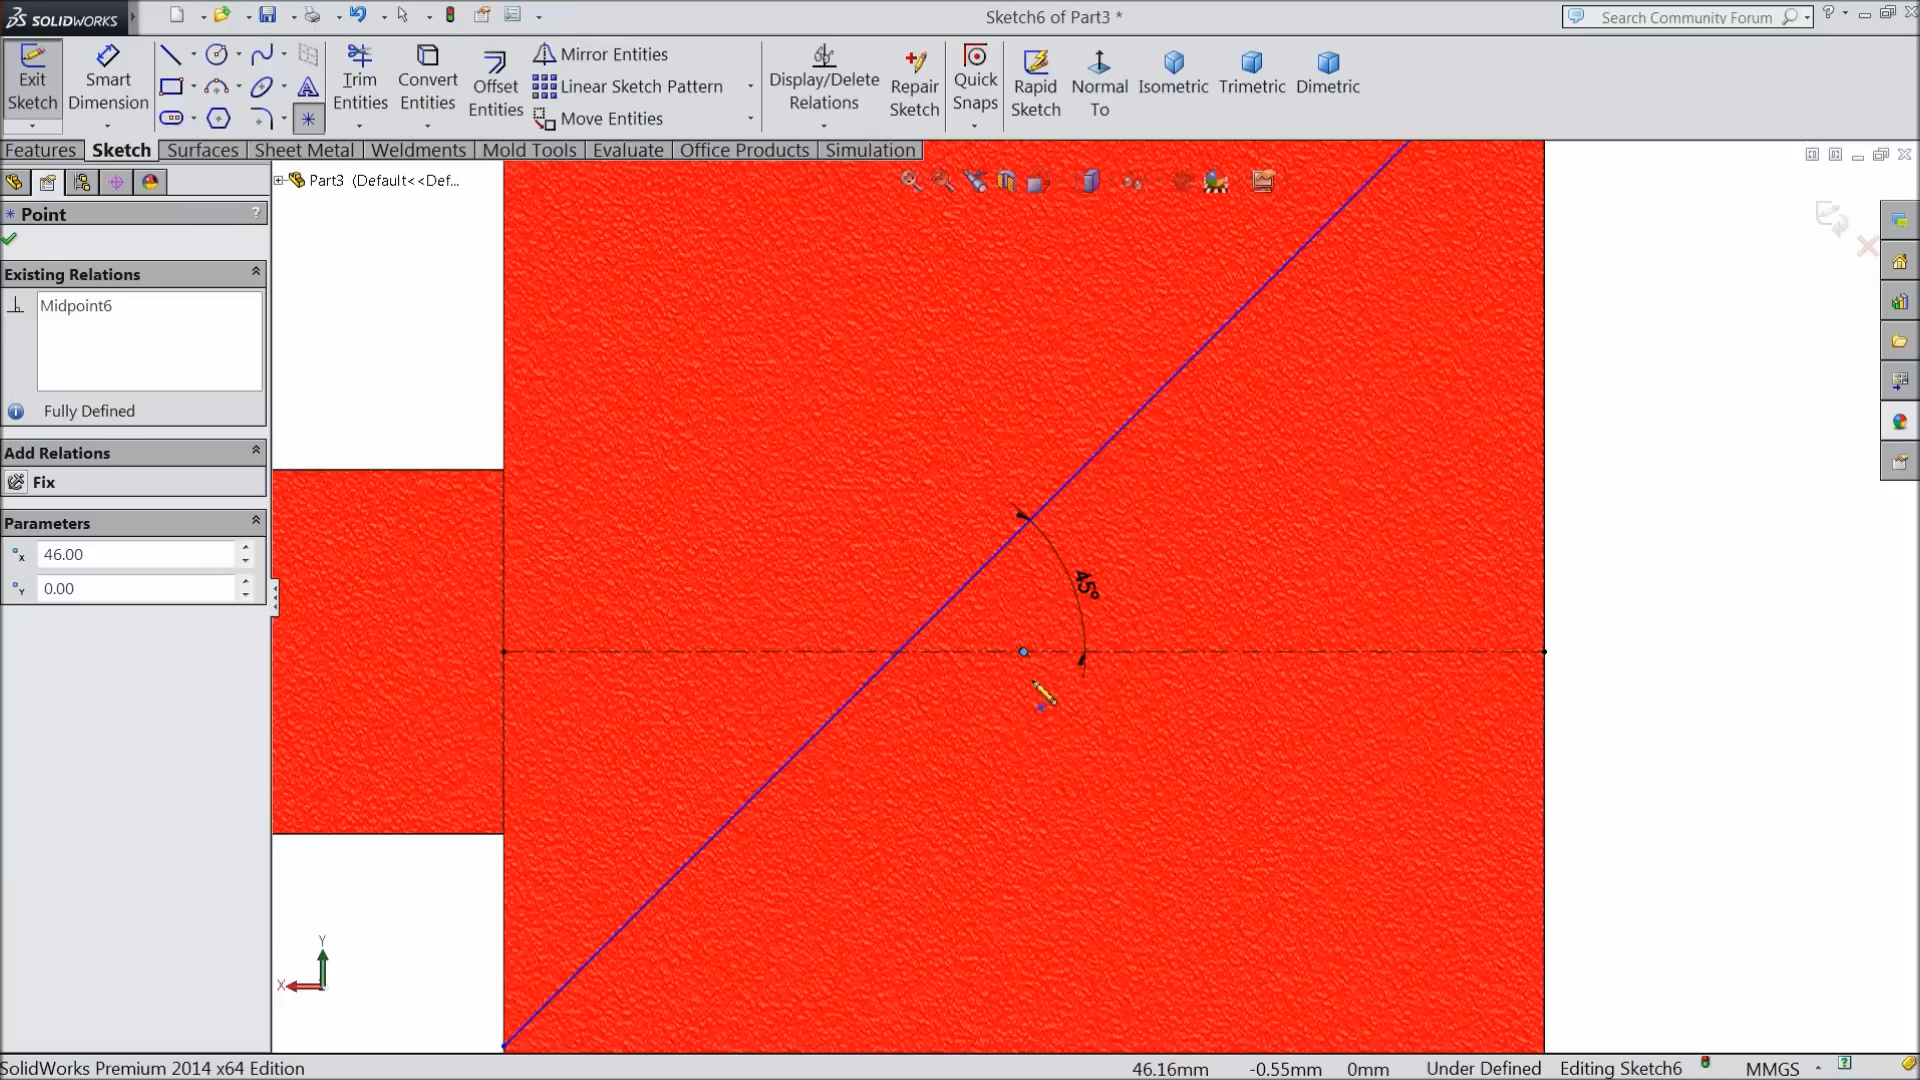 SOLIDWORKS
Sketch6 of Part3 *
Search Community Forum
Exit Sketch
Smart Dimension
Trim Entities
Convert Entities
Offset Entities
Mirror Entities
Linear Sketch Pattern
Move Entities
Display/Delete Relations
Repair Sketch
Quick Snaps
Rapid Sketch
Normal To
Isometric
Trimetric
Dimetric
Features
Sketch
Surfaces
Sheet Metal
Weldments
Mold Tools
Evaluate
Office Products
Simulation
Part3 (Default<<Def...
Point
?
Existing Relations
Midpoint6
Fully Defined
Add Relations
Fix
Parameters
x 46.00
Y 0.00
45°
Y
X
SolidWorks Premium 2014 x64 Edition
46.16mm -0.55mm 0mm Under Defined Editing Sketch6 MMGS